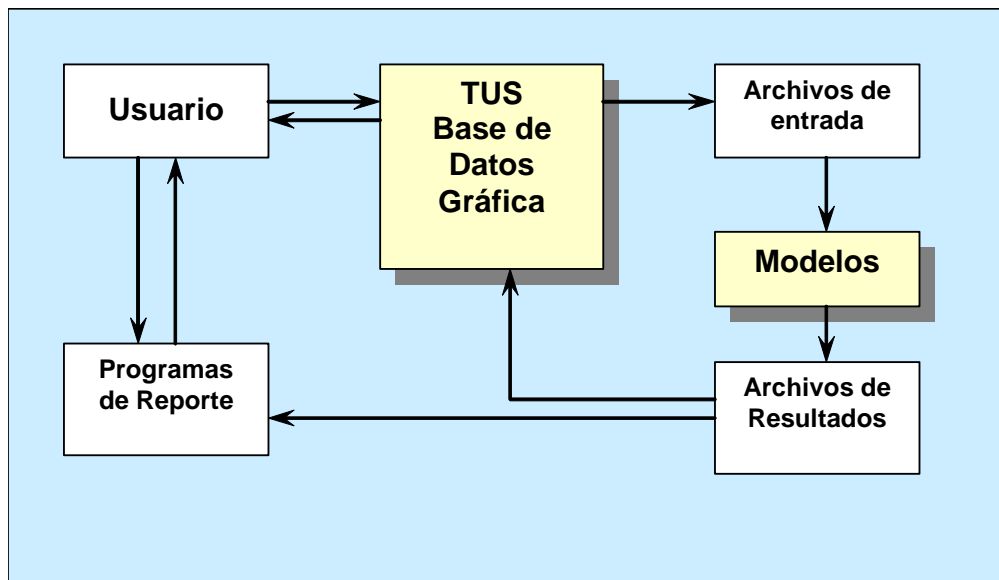 Usuario
TUS
Base de
Datos
Gráfica
Archivos de
entrada
Modelos
Programas
de Reporte
Archivos de
Resultados